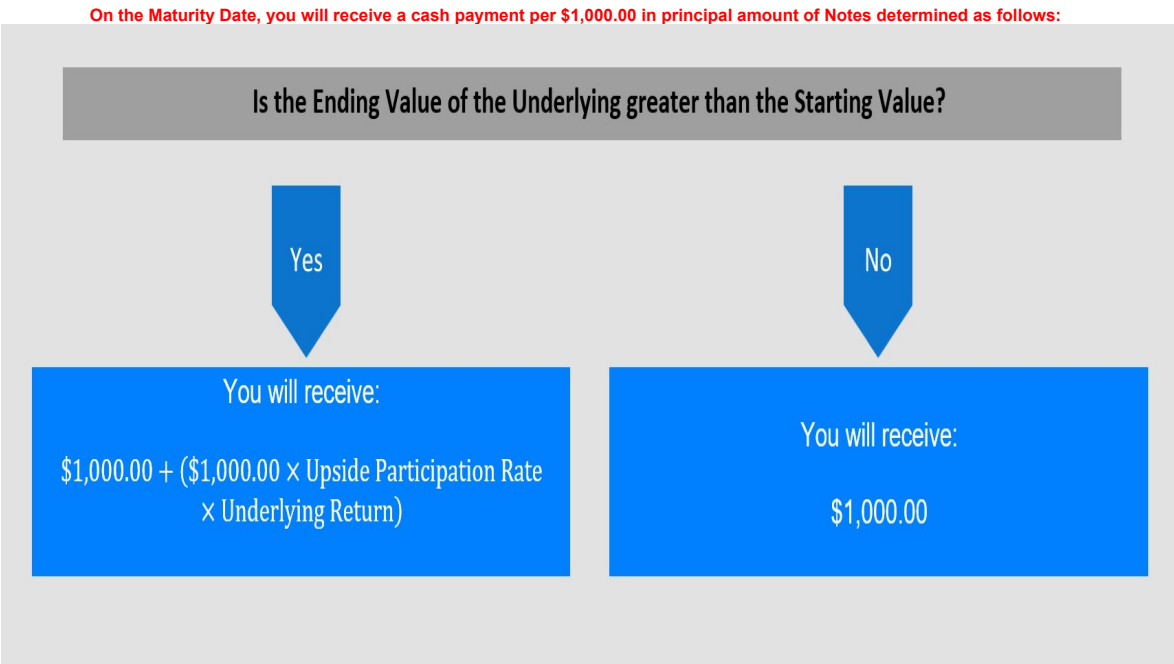 On the Maturity Date, you will receive a cash payment per $1,000.00 in principal amount of Notes determined as follows:
Is the Ending Value of the Underlying greater than the Starting Value?
Yes
No
You will receive:
$1,000.00 + ($1,000.00 × Upside Participation Rate
× Underlying Return)
You will receive:
$1,000.00